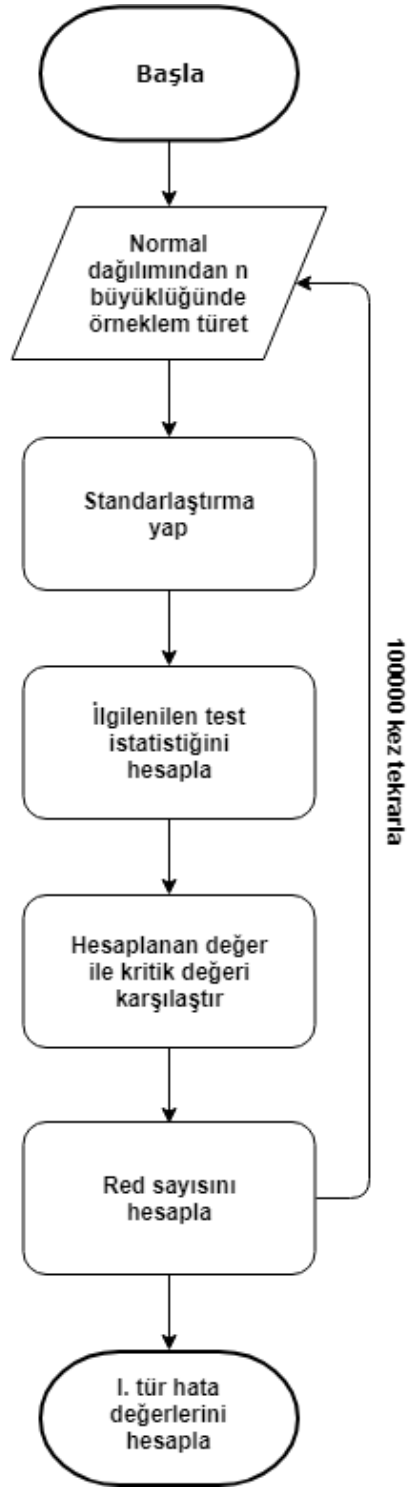 Başla
Normal
dağılımından n
büyüklüğünde
örneklem türet
Standarlaştırma
yap
İlgilenilen test
istatistiğini
hesapla
Hesaplanan değer
ile kritik değeri
karşılaştır
Red sayısını
hesapla
100000 kez tekrarla
I. tür hata
değerlerini
hesapla